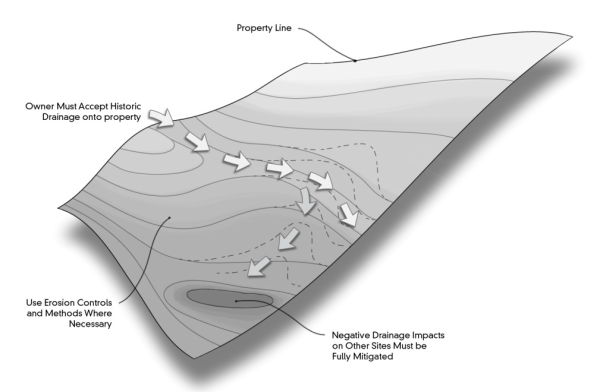 Property Line
Owner Must Accept Historic
Drainage onto property
Use Erosion Controls
and Methods Where
Necessary
Negative Drainage Impacts
on Other Sites Must be
Fully Mitigated